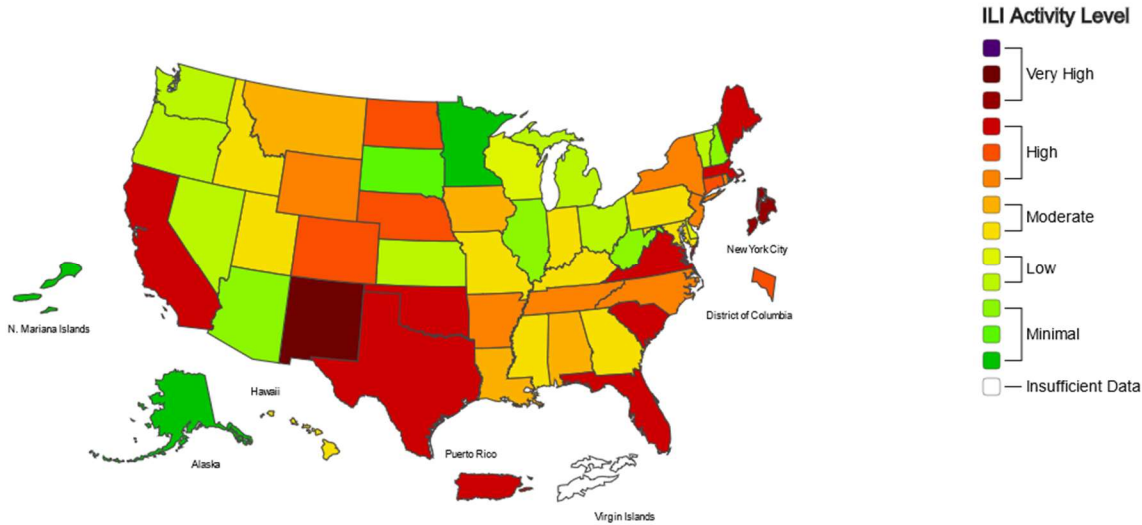 ILI Activity Level
Very High
High
Moderate
Low
Minimal
Insufficient Data
New York City
District of Columbia
N. Mariana Islands
Hawaii
Alaska
Puerto Rico
Virgin Islands